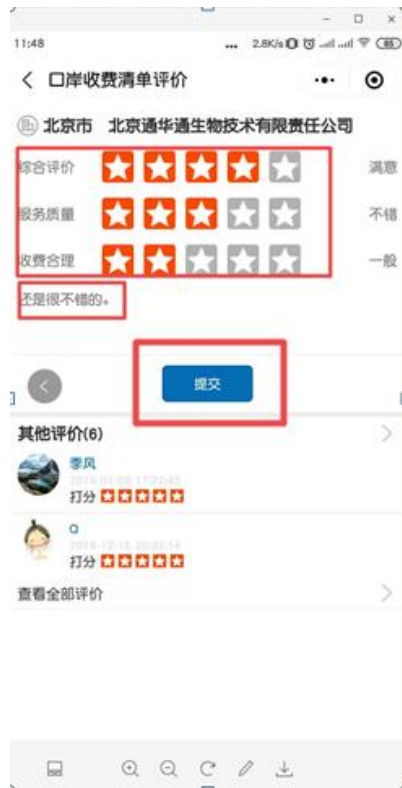 11:48 ... 2.8K/s 85
口岸收费清单评价
北京市 北京通华通生物技术有限责任公司
综合评价 满意
服务质量 不错
收费合理 一般
还是很不错的。
提交
其他评价(6)
季风
打分
Q
打分
查看全部评价